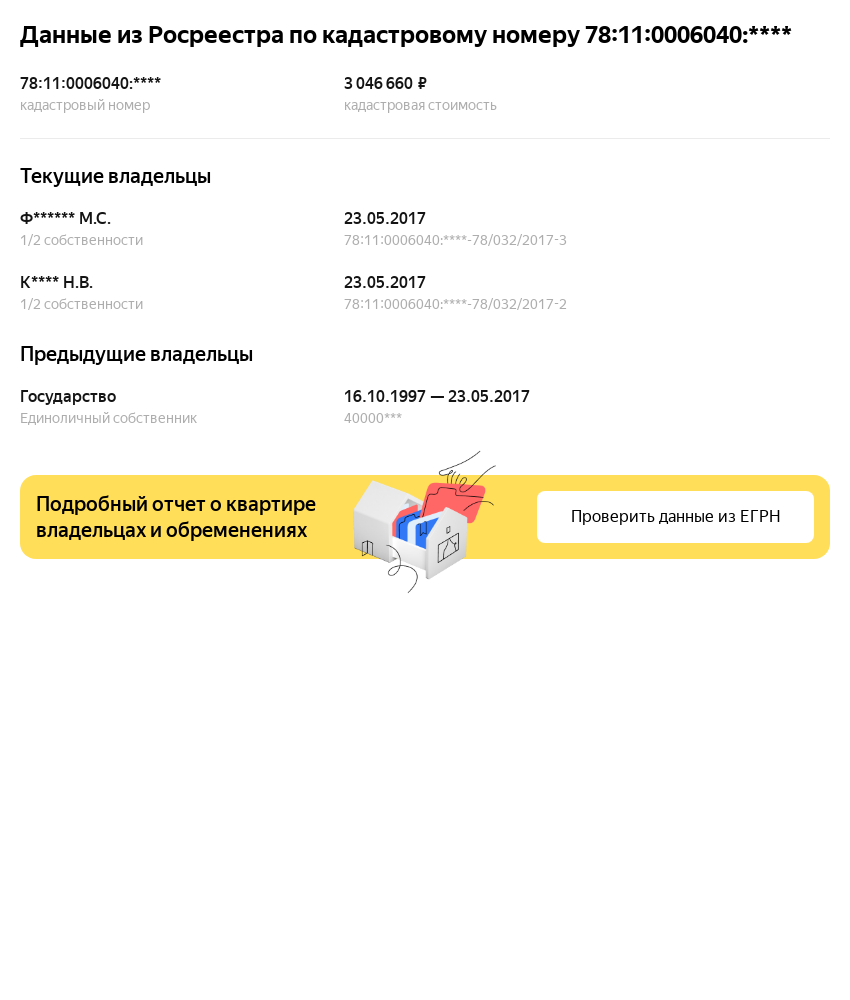 Данные из Росреестра по кадастровому номеру 78:11:0006040:****
78:11:0006040:**** 3 046 660 ₽
кадастровый номер кадастровая стоимость
Текущие владельцы
Ф****** М.С. 23.05.2017
1/2 собственности 78:11:0006040:****-78/032/2017-3
К**** Н.В. 23.05.2017
1/2 собственности 78:11:0006040:****-78/032/2017-2
Предыдущие владельцы
Государство 16.10.1997 — 23.05.2017
Единоличный собственник 40000***
Подробный отчет о квартире
владельцах и обременениях
Проверить данные из ЕГРН